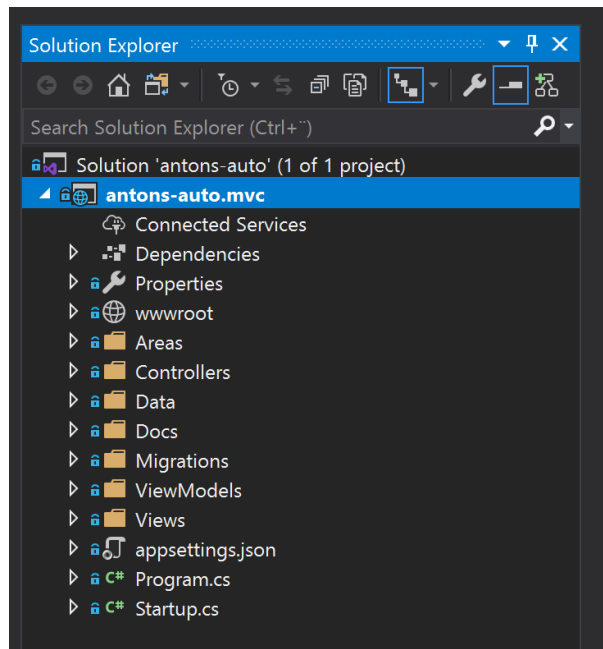 Solution Explorer
Search Solution Explorer (Ctrl+¨)
Solution 'antons-auto' (1 of 1 project)
antons-auto.mvc
Connected Services
Dependencies
Properties
wwwroot
Areas
Controllers
Data
Docs
Migrations
ViewModels
Views
appsettings.json
C# Program.cs
C# Startup.cs